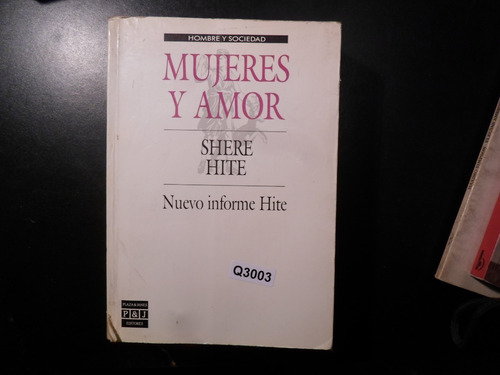 HOMBRE Y SOCIEDAD
MUJERES
Y AMOR
SHERE
HITE
Nuevo informe Hite
Q3003
PLAZA & JANES
P&J
EDITORES